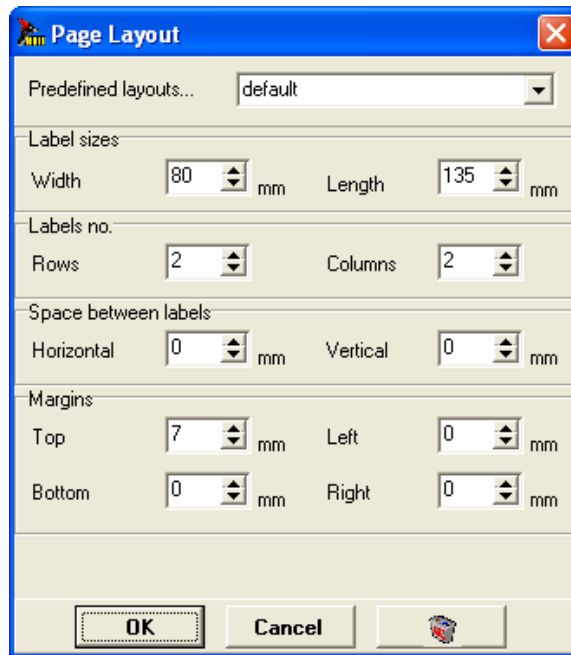 Page Layout
Predefined layouts... default
Label sizes
Width 80 mm Length 135 mm
Labels no.
Rows 2 Columns 2
Space between labels
Horizontal 0 mm Vertical 0 mm
Margins
Top 7 mm Left 0 mm
Bottom 0 mm Right 0 mm
OK Cancel